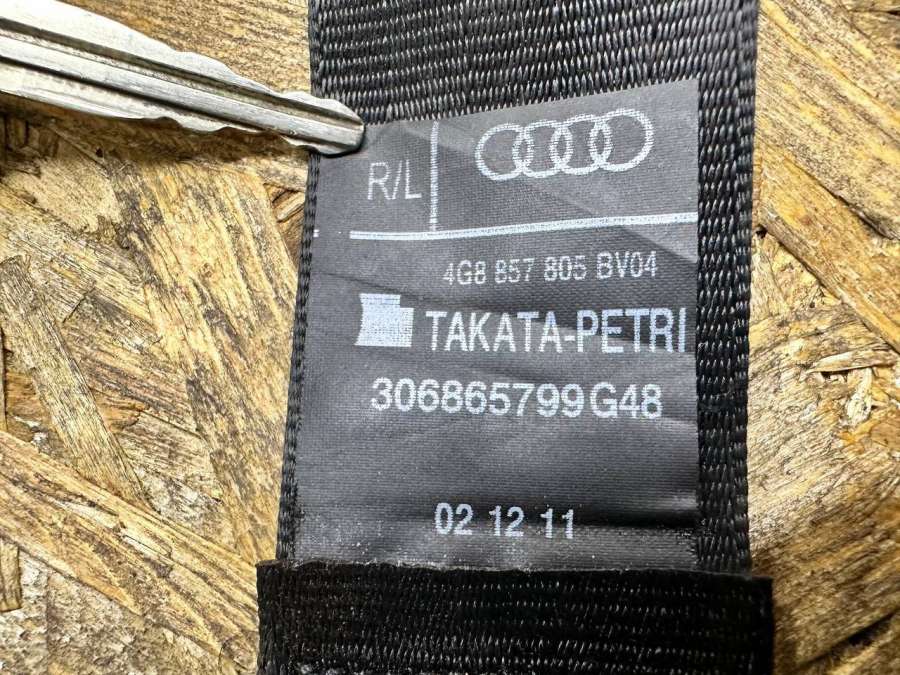 R/L
4G8 857 805 BV04
TAKATA-PETRI
306865799G48
02 12 11